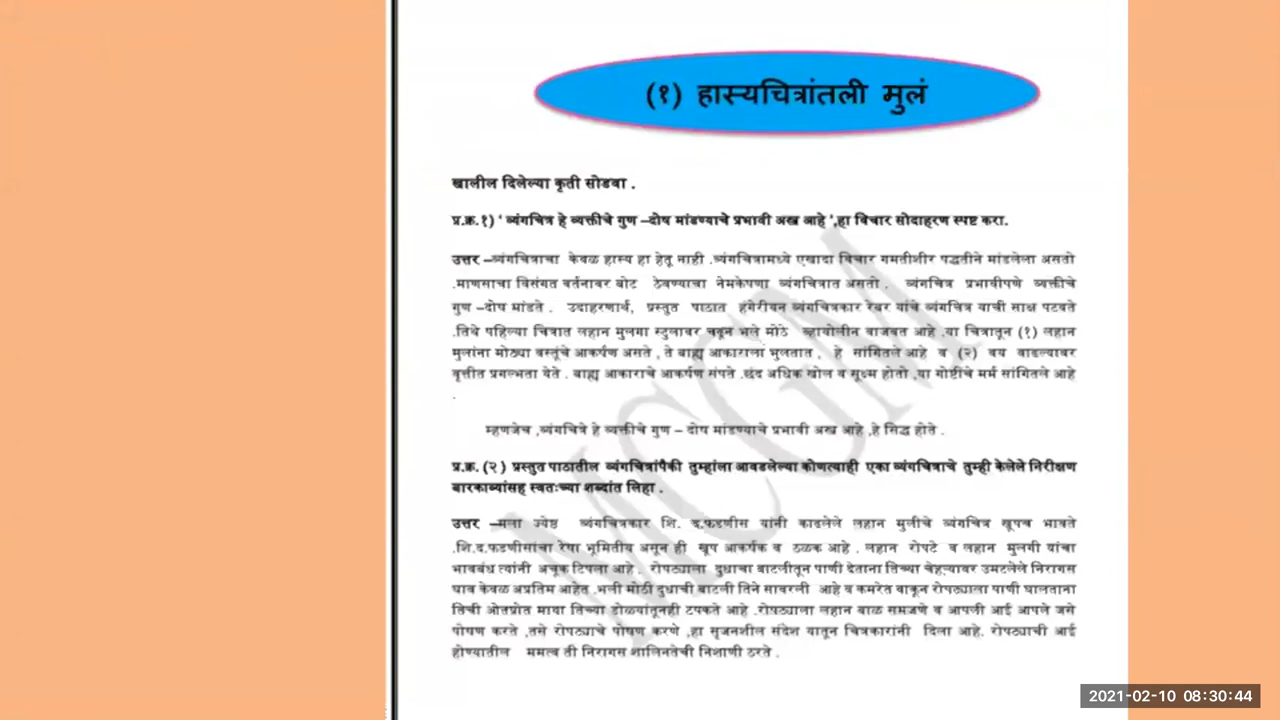 (१) हास्यचित्रांतली मुलं
खालील दिलेल्या कृती सोडवा .
प्र.क्र.१) ' व्यंगचित्र हे व्यक्तीचे गुण –दोष मांडण्याचे प्रभावी अस्त्र आहे ',हा विचार सोदाहरण स्पष्ट करा.
उत्तर –व्यंगचित्राचा केवळ हास्य हा हेतू नाही .व्यंगचित्रामध्ये एखादा विचार गमतीशीर पद्धतीने मांडलेला असतो
.माणसाचा विसंगत वर्तनावर बोट ठेवण्याचा नेमकेपणा व्यंगचित्रात असतो . व्यंगचित्र प्रभावीपणे व्यक्तीचे
गुण –दोष मांडते . उदाहरणार्थ, प्रस्तुत पाठात हंगेरीयन व्यंगचित्रकार रेबर यांचे व्यंगचित्र याची साक्ष पटवते
.तिथे पहिल्या चित्रात लहान मुलगा स्टुलावर चढून भले मोठे व्हायोलीन वाजवत आहे .या चित्रातून (१) लहान
मुलांना मोठ्या वस्तूंचे आकर्षण असते , ते बाह्य आकाराला भुलतात , हे सांगितले आहे व (२) वय वाढल्यावर
वृत्तीत प्रगल्भता येते . बाह्य आकाराचे आकर्षण संपते .छंद अधिक खोल व सूक्ष्म होतो ,या गोष्टींचे मर्म सांगितले आहे
.
म्हणजेच ,व्यंगचित्रे हे व्यक्तीचे गुण – दोष मांडण्याचे प्रभावी अस्त्र आहे ,हे सिद्ध होते .
प्र.क्र. (२ ) प्रस्तुत पाठातील व्यंगचित्रांपैकी तुम्हांला आवडलेल्या कोणत्याही एका व्यंगचित्राचे तुम्ही केलेले निरीक्षण
बारकाव्यांसह स्वतःच्या शब्दांत लिहा .
उत्तर –मला ज्येष्ठ व्यंगचित्रकार शि. द.फडणीस यांनी काढलेले लहान मुलीचे व्यंगचित्र खूपच भावते
.शि.द.फडणीसांचा रेषा भूमितीय असून ही खूप आकर्षक व ठळक आहे . लहान रोपटे व लहान मुलगी यांचा
भावबंध त्यांनी अचूक टिपला आहे . रोपट्याला दुधाचा बाटलीतून पाणी देताना तिच्या चेहऱ्यावर उमटलेले निरागस
भाव केवळ अप्रतिम आहेत .भली मोठी दुधाची बाटली तिने सावरली आहे व कमरेत वाकून रोपट्याला पाणी घालताना
तिची ओतप्रोत माया तिच्या डोळ्यांतूनही टपकते आहे .रोपट्याला लहान बाळ समजणे व आपली आई आपले जसे
पोषण करते ,तसे रोपट्याचे पोषण करणे ,हा सृजनशील संदेश यातून चित्रकारांनी दिला आहे. रोपट्याची आई
होण्यातील ममत्व ती निरागस शालिनतेची निशाणी ठरते .
MCGM
2021-02-10 08:30:44